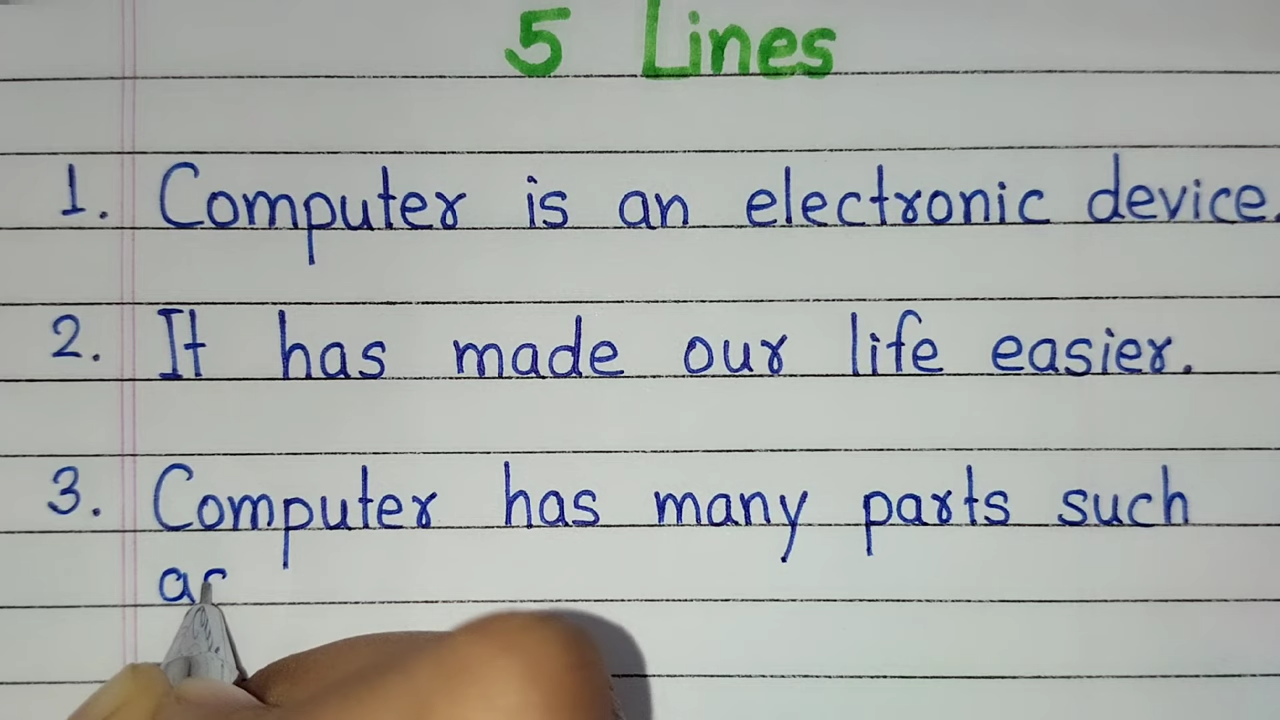 5 Lines
1. Computer is an electronic device.
2. It has made our life easier.
3. Computer has many parts such
as